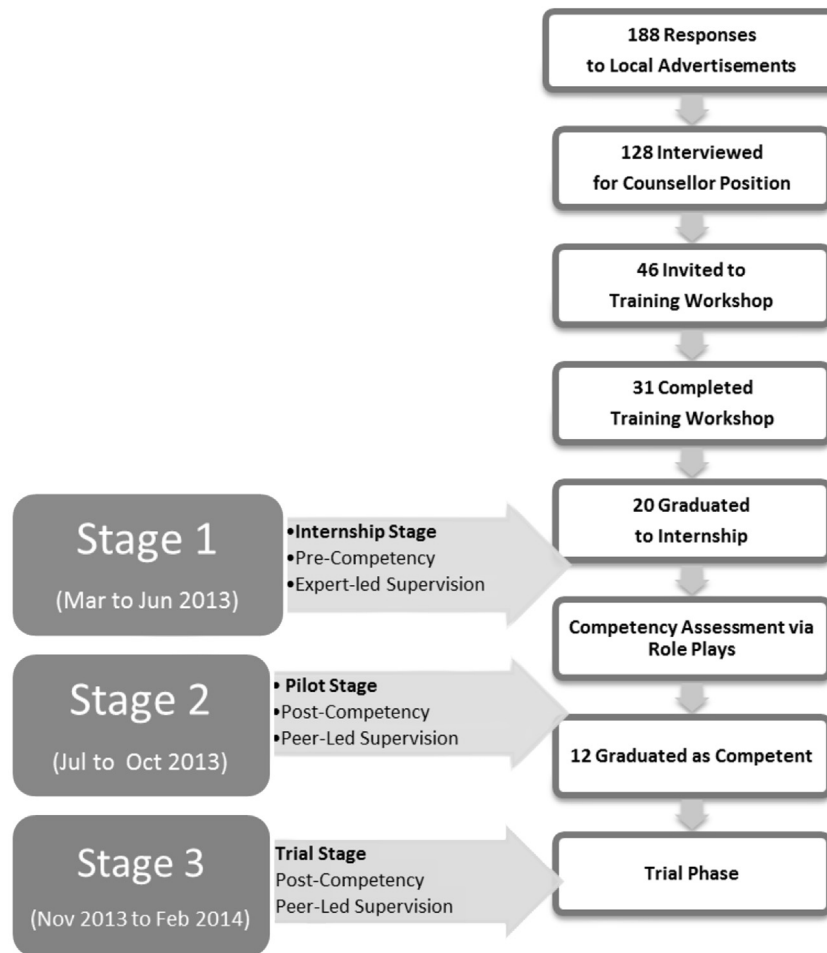 188 Responses
to Local Advertisements
128 Interviewed
for Counsellor Position
46 Invited to
Training Workshop
31 Completed
Training Workshop
20 Graduated
to Internship
Stage 1
(Mar to Jun 2013)
•Internship Stage
•Pre-Competency
•Expert-led Supervision
Competency Assessment via
Role Plays
Stage 2
(Jul to Oct 2013)
• Pilot Stage
•Post-Competency
•Peer-Led Supervision
12 Graduated as Competent
Stage 3
(Nov 2013 to Feb 2014)
Trial Stage
Post-Competency
Peer-Led Supervision
Trial Phase